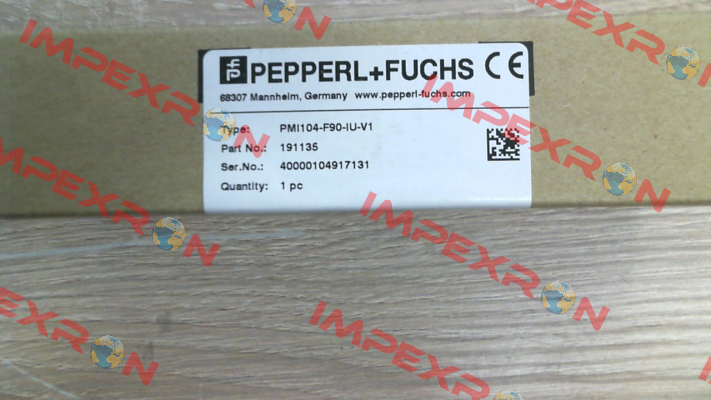 PEPPERL+FUCHS CE
68307 Mannheim, Germany www.pepperl-fuchs.com
Type: PMI104-F90-IU-V1
Part No.: 191135
Ser.No.: 40000104917131
Quantity: 1 pc
IMPEXRON
IMPEXRON
IMPEXRON
IMPEXRON
IMPEXRON